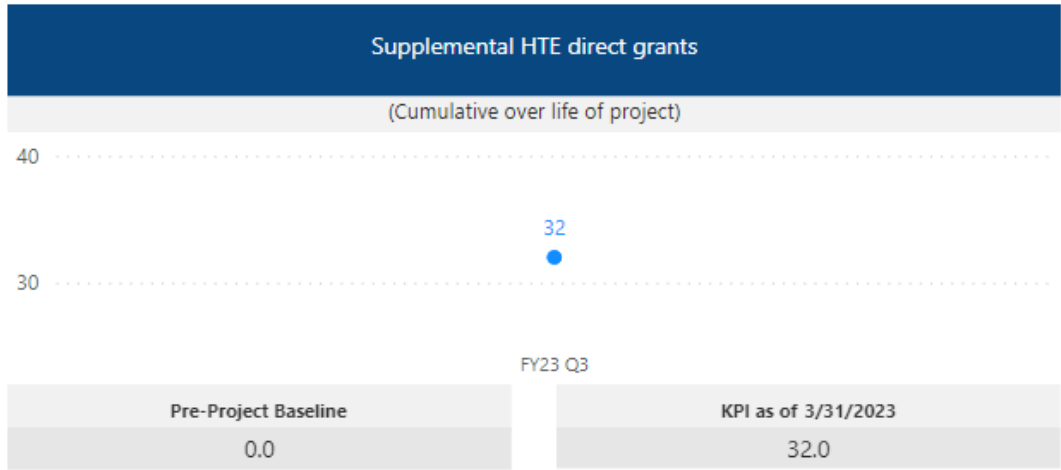 Supplemental HTE direct grants
(Cumulative over life of project)
40
32
30
FY23 Q3
Pre-Project Baseline
KPI as of 3/31/2023
0.0
32.0